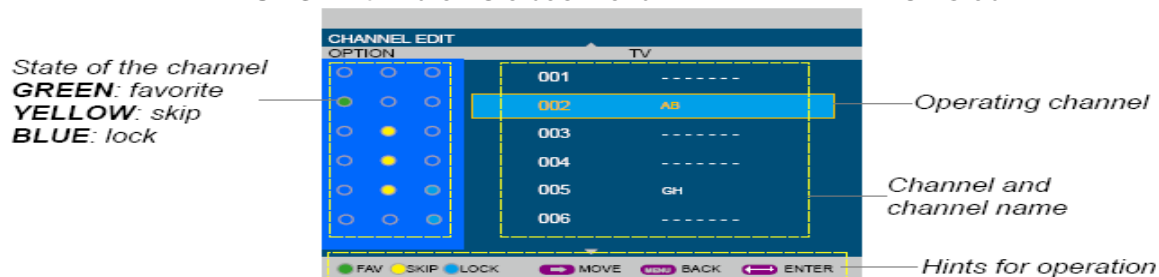 CHANNEL EDIT
OPTION TV
State of the channel
GREEN: favorite
YELLOW: skip
BLUE: lock
001 -------
002 AB
003 -------
004 -------
005 GH
006 -------
Operating channel
Channel and
channel name
FAV SKIP LOCK MOVE MENU BACK ENTER
Hints for operation